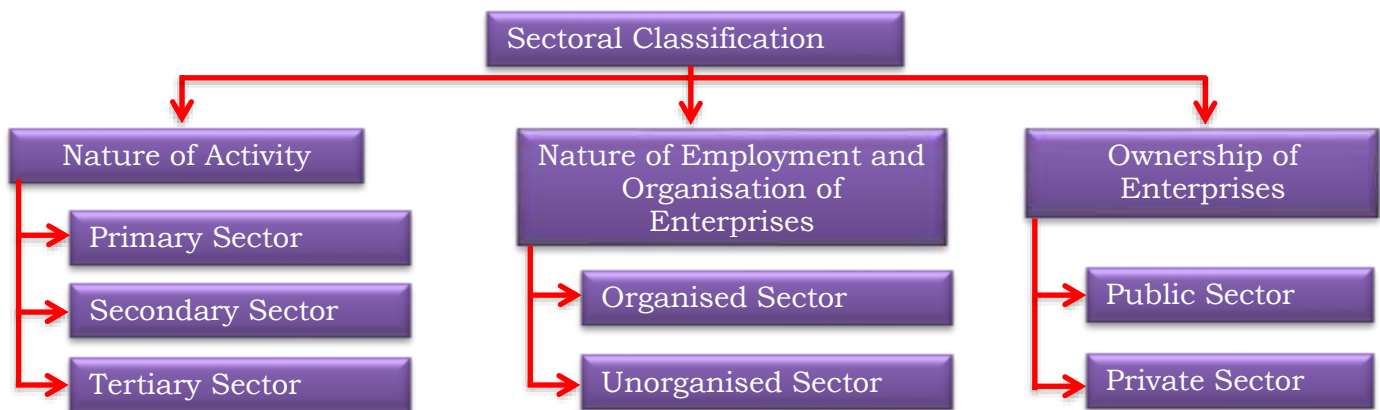 Sectoral Classification
Nature of Activity
Primary Sector
Secondary Sector
Tertiary Sector
Nature of Employment and
Organisation of
Enterprises
Organised Sector
Unorganised Sector
Ownership of
Enterprises
Public Sector
Private Sector